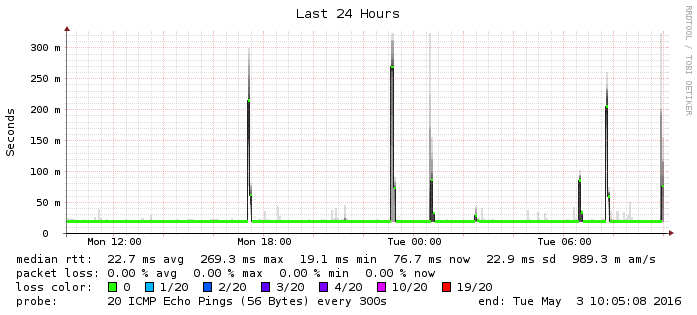 Last 24 Hours
RRDTOOL / TOBI OETIKER
Seconds
300 m
250 m
200 m
150 m
100 m
50 m
0
Mon 12:00 Mon 18:00 Tue 00:00 Tue 06:00
median rtt: 22.7 ms avg 269.3 ms max 19.1 ms min 76.7 ms now 22.9 ms sd 989.3 m am/s
packet loss: 0.00 % avg 0.00 % max 0.00 % min 0.00 % now
loss color: 0 1/20 2/20 3/20 4/20 10/20 19/20
probe: 20 ICMP Echo Pings (56 Bytes) every 300s end: Tue May 3 10:05:08 2016